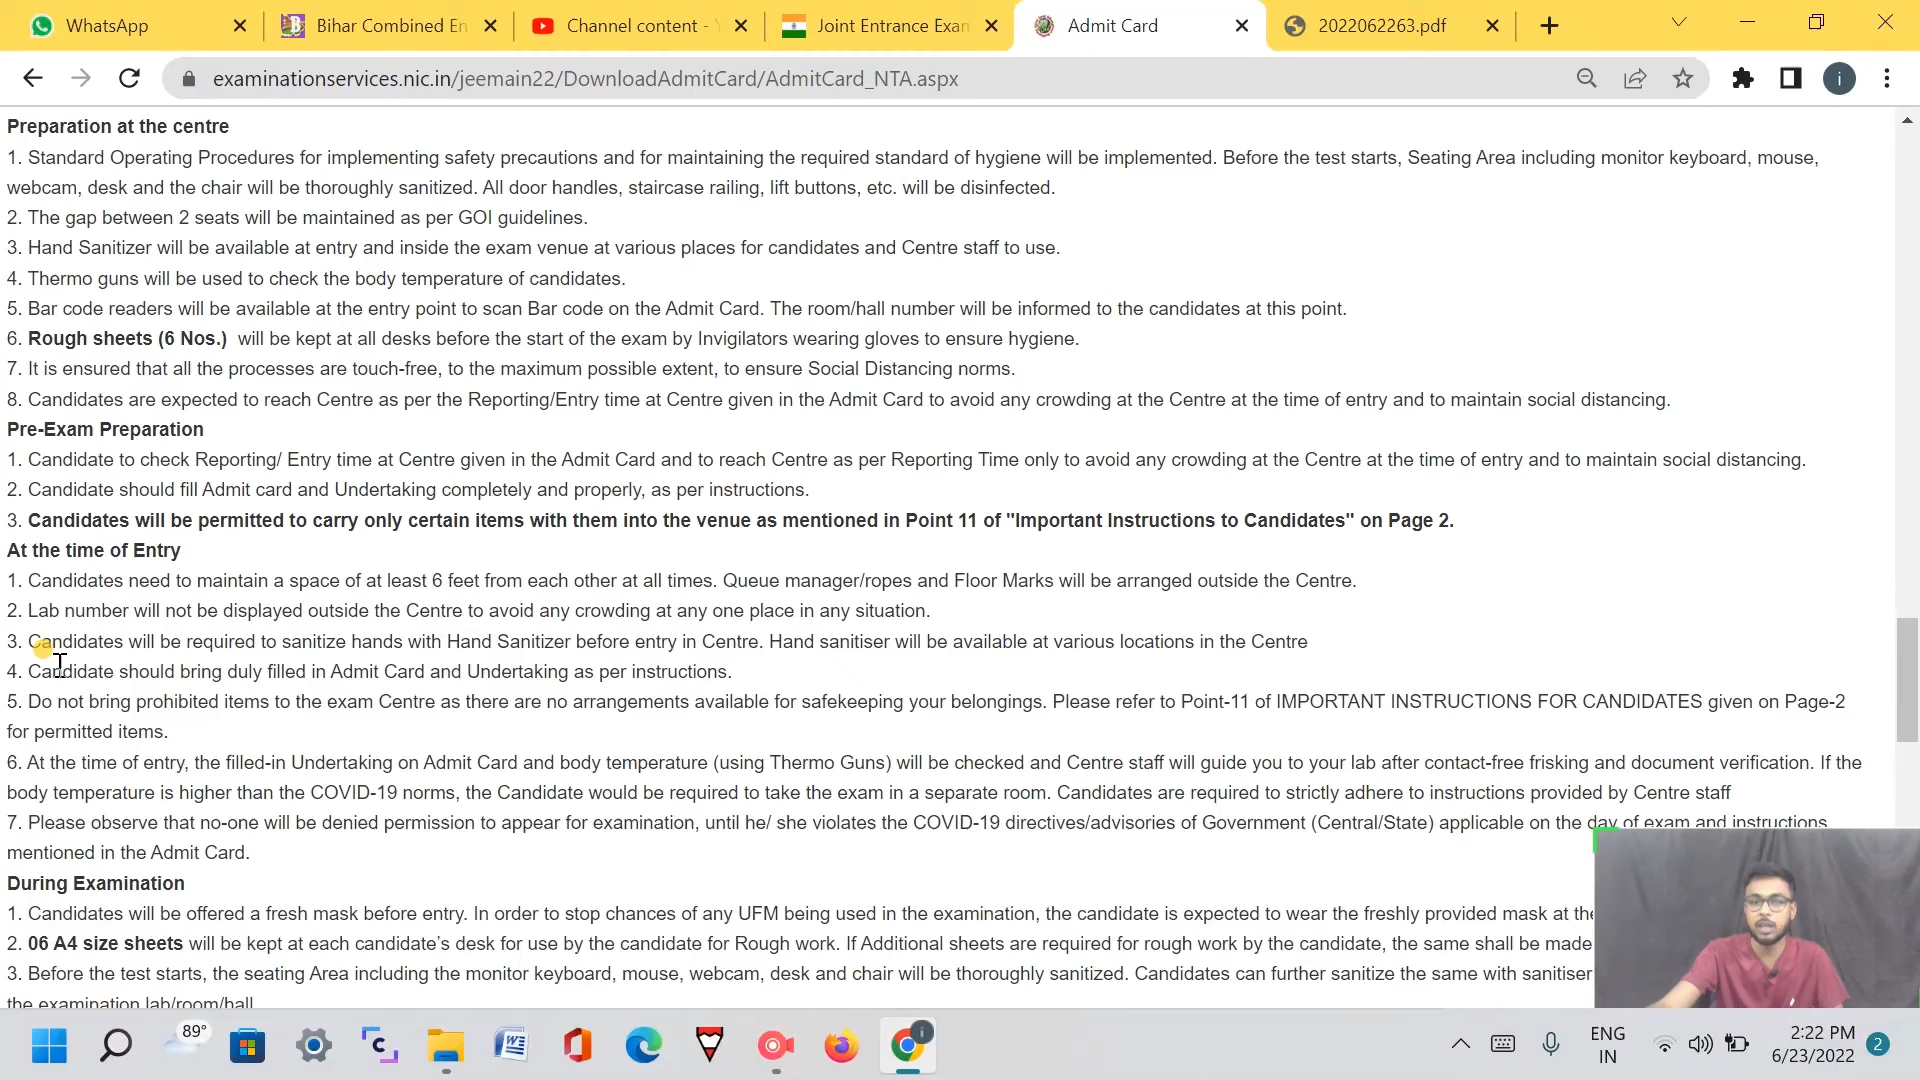 WhatsApp
Bihar Combined En
Channel content - Y
Joint Entrance Exan
Admit Card
2022062263.pdf
examinationservices.nic.in/jeemain22/DownloadAdmitCard/AdmitCard_NTA.aspx
i
Preparation at the centre
1. Standard Operating Procedures for implementing safety precautions and for maintaining the required standard of hygiene will be implemented. Before the test starts, Seating Area including monitor keyboard, mouse,
webcam, desk and the chair will be thoroughly sanitized. All door handles, staircase railing, lift buttons, etc. will be disinfected.
2. The gap between 2 seats will be maintained as per GOI guidelines.
3. Hand Sanitizer will be available at entry and inside the exam venue at various places for candidates and Centre staff to use.
4. Thermo guns will be used to check the body temperature of candidates.
5. Bar code readers will be available at the entry point to scan Bar code on the Admit Card. The room/hall number will be informed to the candidates at this point.
6. Rough sheets (6 Nos.) will be kept at all desks before the start of the exam by Invigilators wearing gloves to ensure hygiene.
7. It is ensured that all the processes are touch-free, to the maximum possible extent, to ensure Social Distancing norms.
8. Candidates are expected to reach Centre as per the Reporting/Entry time at Centre given in the Admit Card to avoid any crowding at the Centre at the time of entry and to maintain social distancing.
Pre-Exam Preparation
1. Candidate to check Reporting/ Entry time at Centre given in the Admit Card and to reach Centre as per Reporting Time only to avoid any crowding at the Centre at the time of entry and to maintain social distancing.
2. Candidate should fill Admit card and Undertaking completely and properly, as per instructions.
3. Candidates will be permitted to carry only certain items with them into the venue as mentioned in Point 11 of "Important Instructions to Candidates" on Page 2.
At the time of Entry
1. Candidates need to maintain a space of at least 6 feet from each other at all times. Queue manager/ropes and Floor Marks will be arranged outside the Centre.
2. Lab number will not be displayed outside the Centre to avoid any crowding at any one place in any situation.
3. Candidates will be required to sanitize hands with Hand Sanitizer before entry in Centre. Hand sanitiser will be available at various locations in the Centre
4. Candidate should bring duly filled in Admit Card and Undertaking as per instructions.
5. Do not bring prohibited items to the exam Centre as there are no arrangements available for safekeeping your belongings. Please refer to Point-11 of IMPORTANT INSTRUCTIONS FOR CANDIDATES given on Page-2
for permitted items.
6. At the time of entry, the filled-in Undertaking on Admit Card and body temperature (using Thermo Guns) will be checked and Centre staff will guide you to your lab after contact-free frisking and document verification. If the
body temperature is higher than the COVID-19 norms, the Candidate would be required to take the exam in a separate room. Candidates are required to strictly adhere to instructions provided by Centre staff
7. Please observe that no-one will be denied permission to appear for examination, until he/ she violates the COVID-19 directives/advisories of Government (Central/State) applicable on the day of exam and instructions
mentioned in the Admit Card.
During Examination
1. Candidates will be offered a fresh mask before entry. In order to stop chances of any UFM being used in the examination, the candidate is expected to wear the freshly provided mask at the
2. 06 A4 size sheets will be kept at each candidate's desk for use by the candidate for Rough work. If Additional sheets are required for rough work by the candidate, the same shall be made
3. Before the test starts, the seating Area including the monitor keyboard, mouse, webcam, desk and chair will be thoroughly sanitized. Candidates can further sanitize the same with sanitiser
the examination lab/room/hall
89°
ENG
IN
2:22 PM
6/23/2022
2